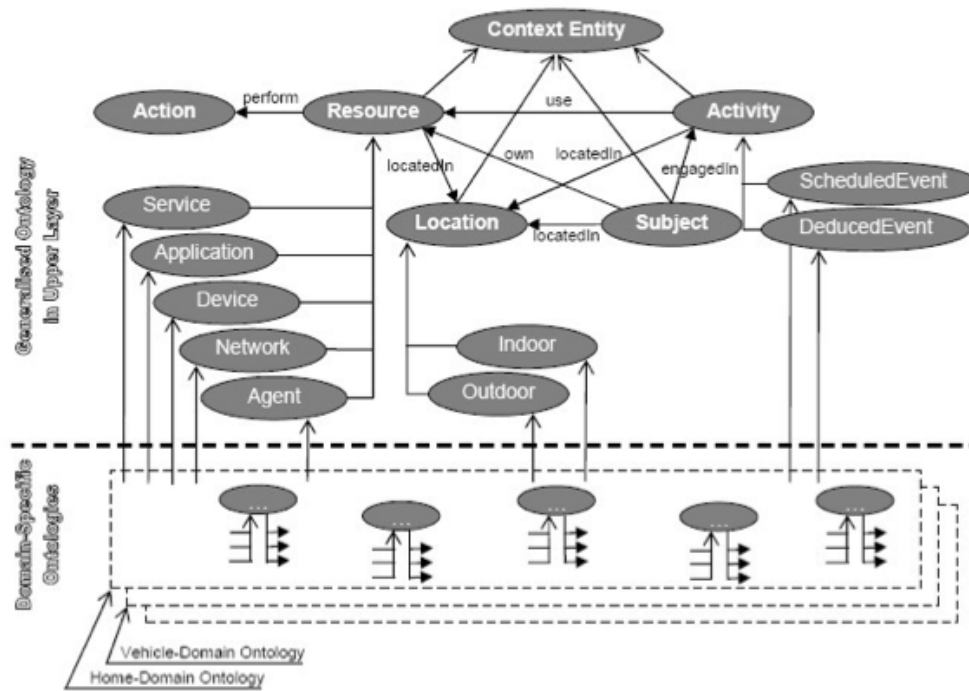 Context Entity
Action
perform
Resource
use
Activity
locatedIn
own
locatedIn
engagedIn
ScheduledEvent
Service
Location
Subject
DeducedEvent
locatedIn
Application
Device
Network
Indoor
Agent
Outdoor
Generalised Ontology
in Upper Layer
Domain-Specific
Ontologies
...
...
...
...
...
Vehicle-Domain Ontology
Home-Domain Ontology